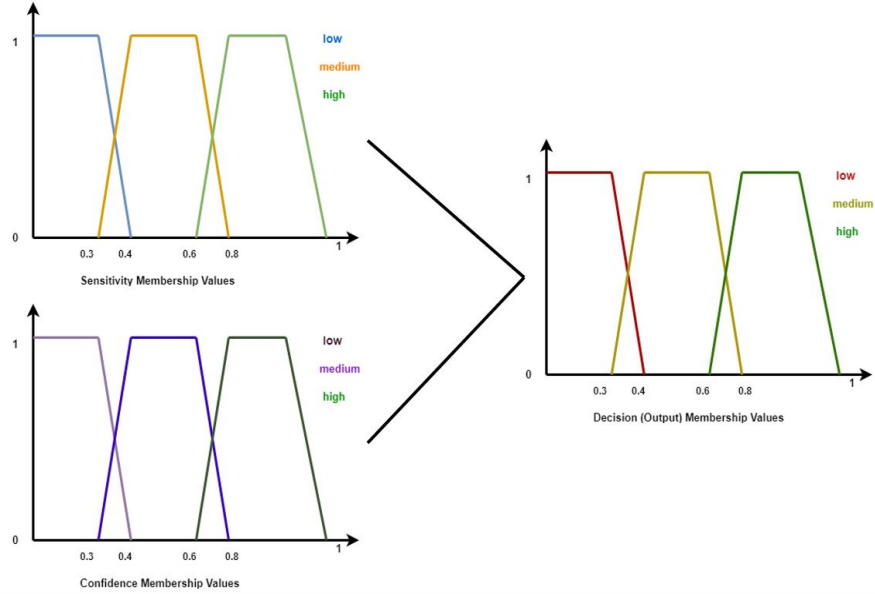 1
low
medium
high
0
0.3 0.4 0.6 0.8 1
Sensitivity Membership Values
1
low
medium
high
0
0.3 0.4 0.6 0.8 1
Confidence Membership Values
1
low
medium
high
0
0.3 0.4 0.6 0.8 1
Decision (Output) Membership Values